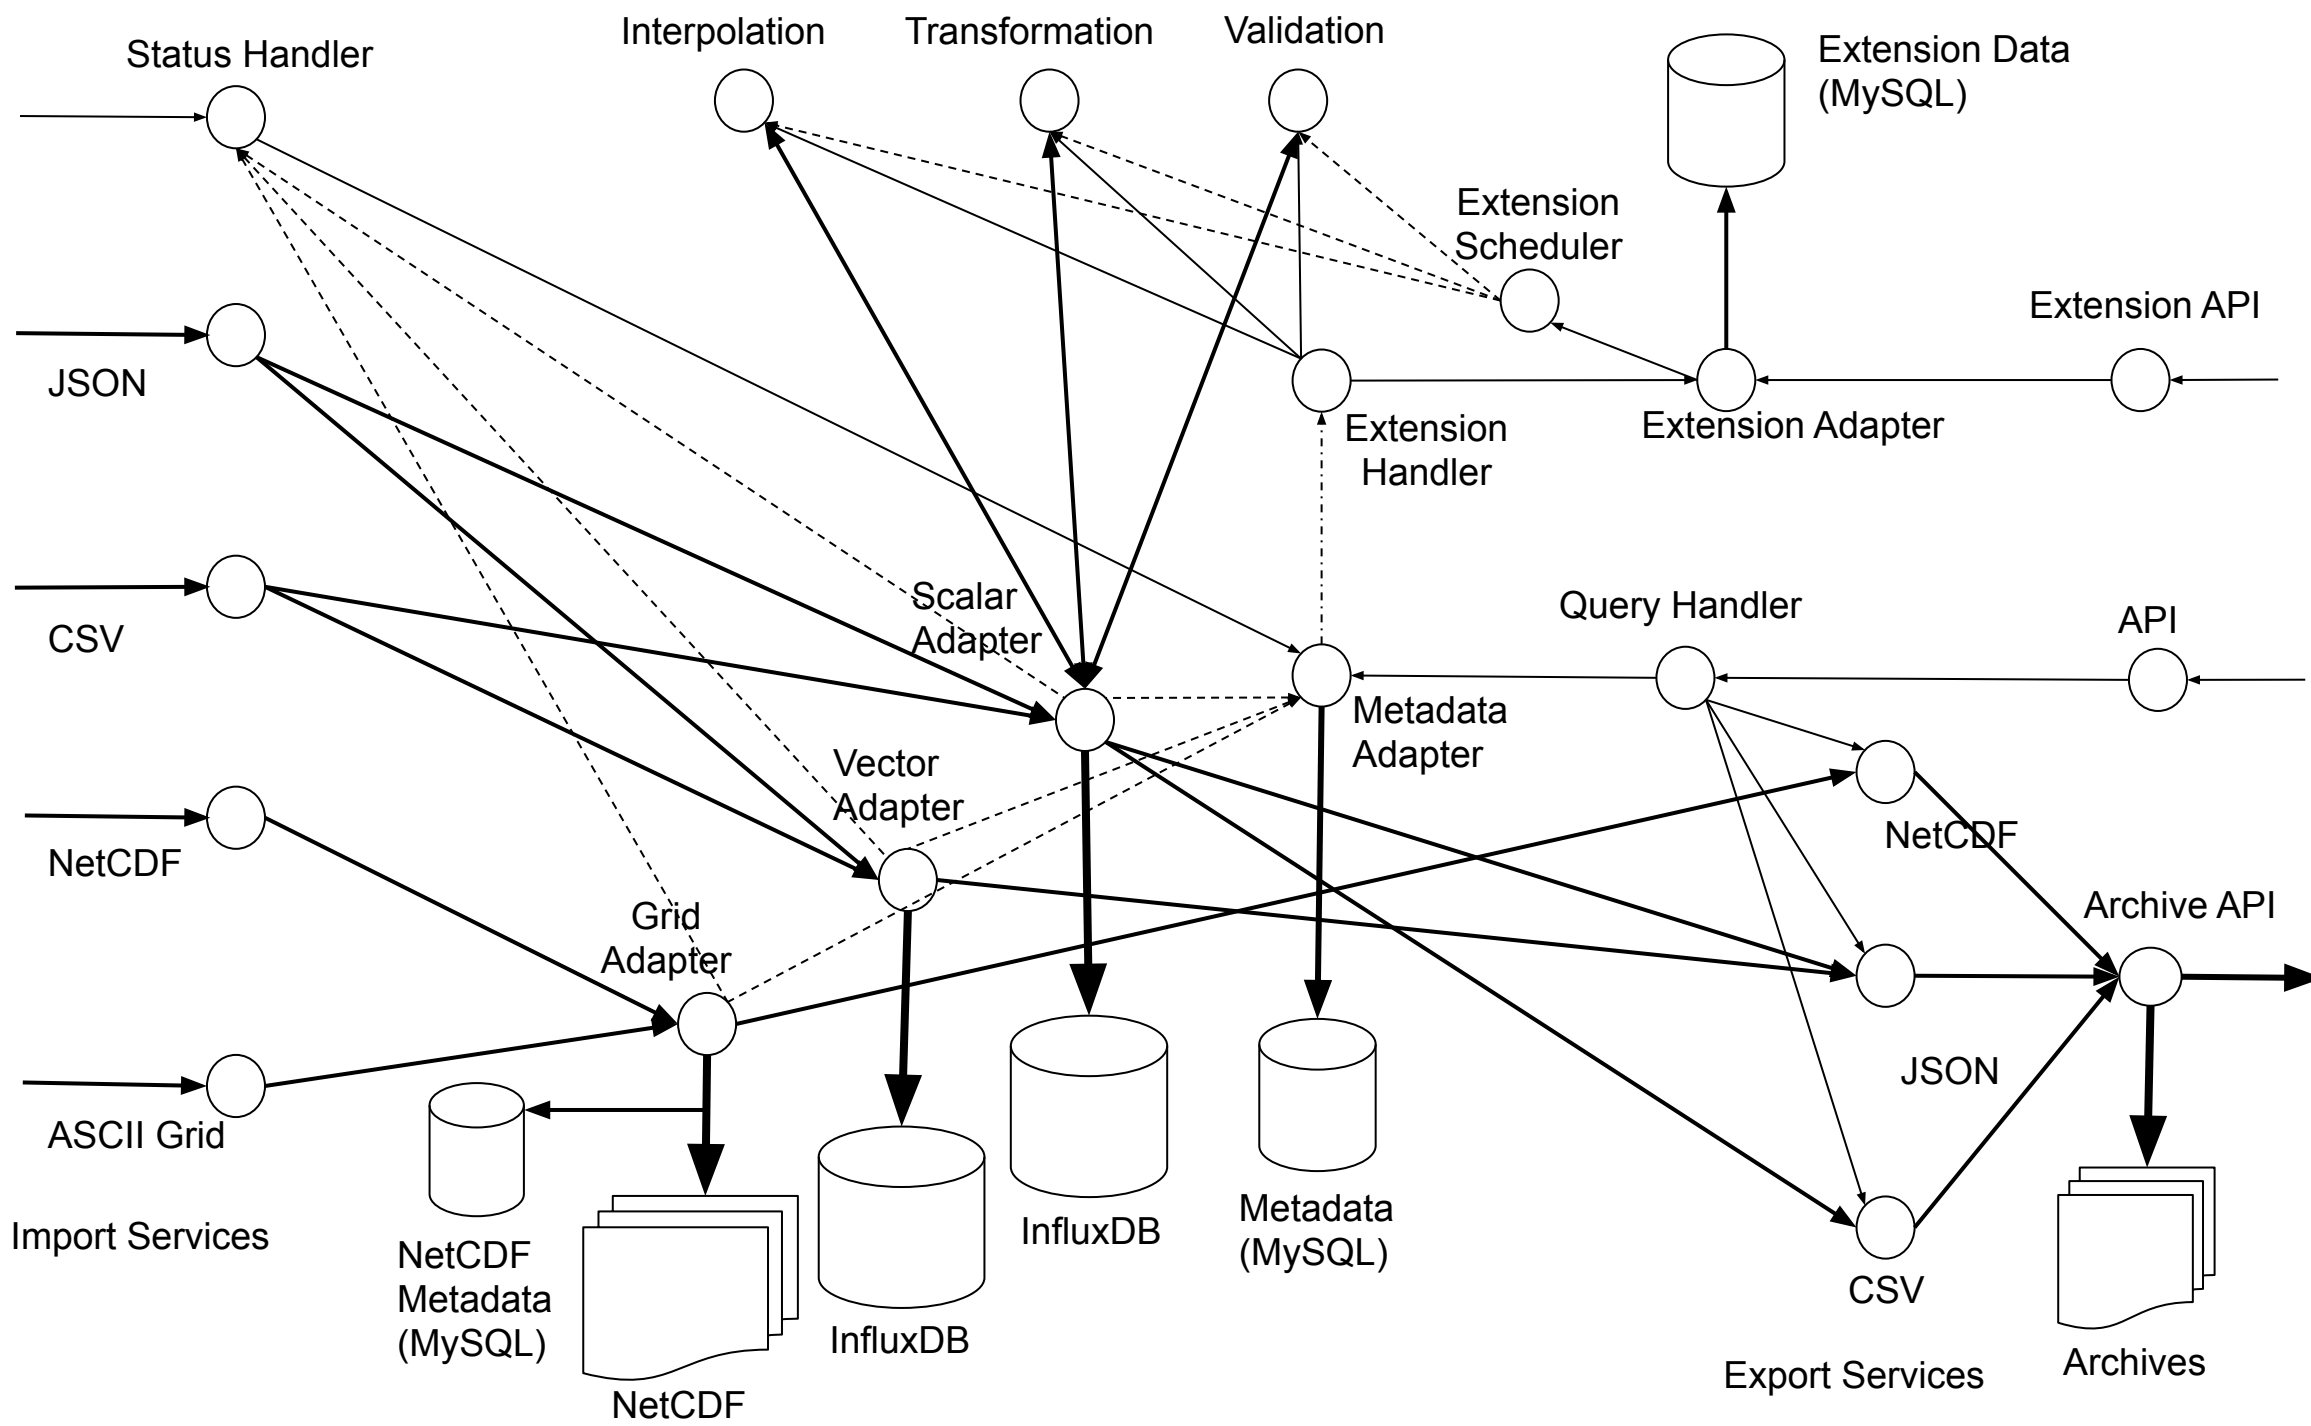 Status Handler
Interpolation
Transformation
Validation
Extension Data
(MySQL)
Extension
Scheduler
Extension API
JSON
Extension
Handler
Extension Adapter
CSV
Scalar
Adapter
Query Handler
API
Metadata
Adapter
Vector
Adapter
NetCDF
NetCDF
Grid
Adapter
Archive API
JSON
ASCII Grid
Import Services
NetCDF
Metadata
(MySQL)
NetCDF
InfluxDB
InfluxDB
Metadata
(MySQL)
CSV
Export Services
Archives